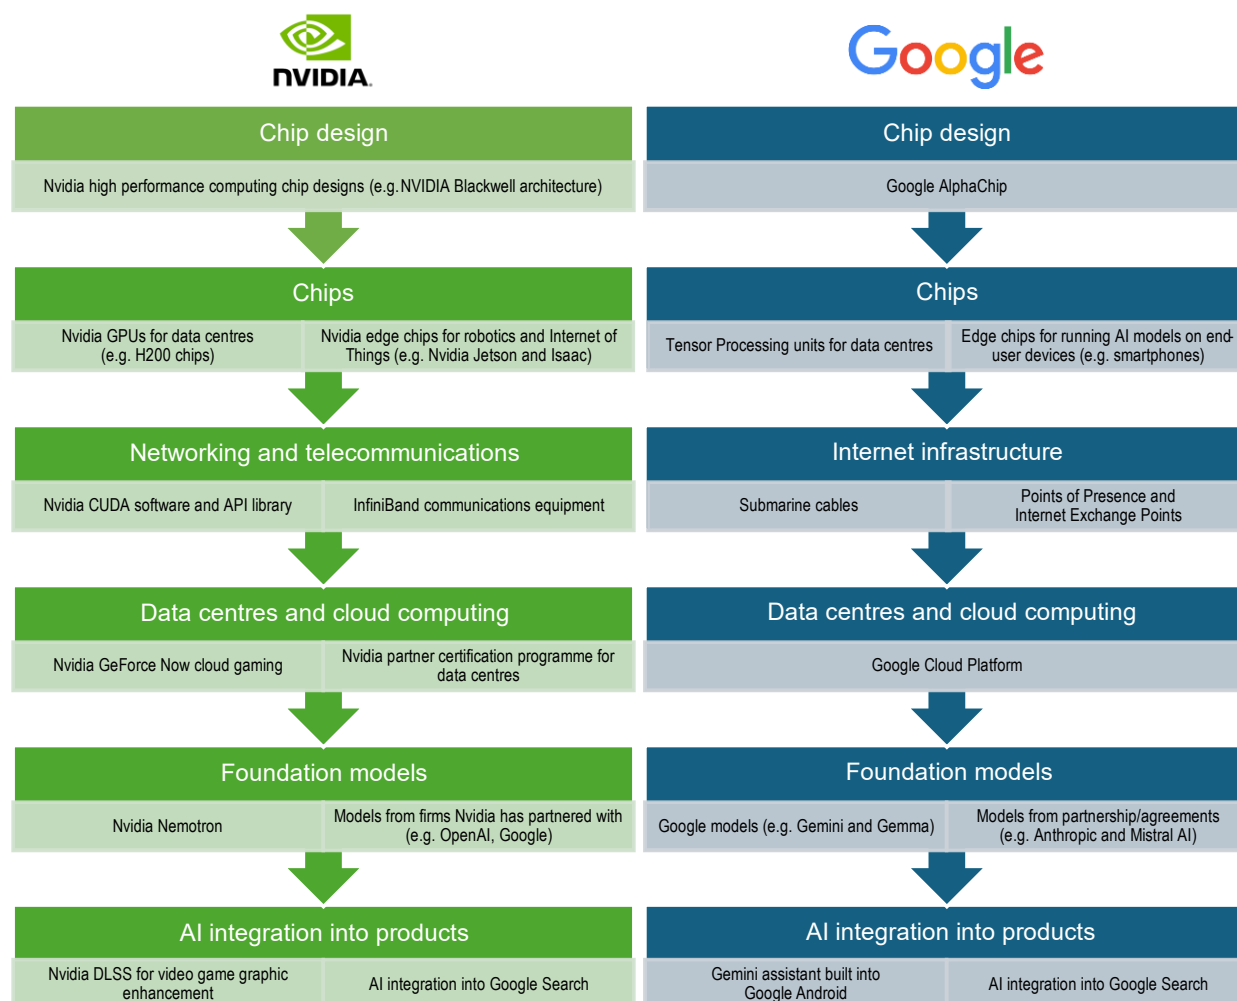 NVIDIA.
Google
Chip design
Nvidia high performance computing chip designs (e.g. NVIDIA Blackwell architecture)
Chips
Nvidia GPUs for data centres
(e.g. H200 chips)
Nvidia edge chips for robotics and Internet of
Things (e.g. Nvidia Jetson and Isaac)
Networking and telecommunications
Nvidia CUDA software and API library
InfiniBand communications equipment
Data centres and cloud computing
Nvidia GeForce Now cloud gaming
Nvidia partner certification programme for
data centres
Foundation models
Nvidia Nemotron
Models from firms Nvidia has partnered with
(e.g. OpenAI, Google)
AI integration into products
Nvidia DLSS for video game graphic
enhancement
AI integration into Google Search
Chip design
Google AlphaChip
Chips
Tensor Processing units for data centres
Edge chips for running AI models on end-
user devices (e.g. smartphones)
Internet infrastructure
Submarine cables
Points of Presence and
Internet Exchange Points
Data centres and cloud computing
Google Cloud Platform
Foundation models
Google models (e.g. Gemini and Gemma)
Models from partnership/agreements
(e.g. Anthropic and Mistral AI)
AI integration into products
Gemini assistant built into
Google Android
AI integration into Google Search